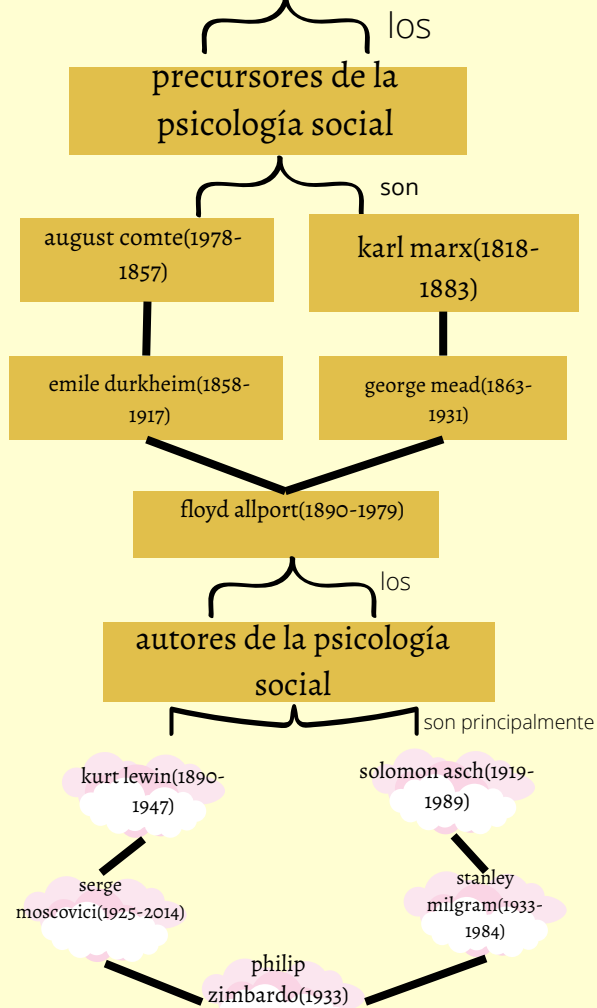 los
precursores de la
psicología social
son
august comte(1978-
1857)
karl marx(1818-
1883)
emile durkheim(1858-
1917)
george mead(1863-
1931)
floyd allport(1890-1979)
los
autores de la psicología
social
son principalmente
kurt lewin(1890-
1947)
solomon asch(1919-
1989)
serge
moscovici(1925-2014)
stanley
milgram(1933-
1984)
philip
zimbardo(1933)